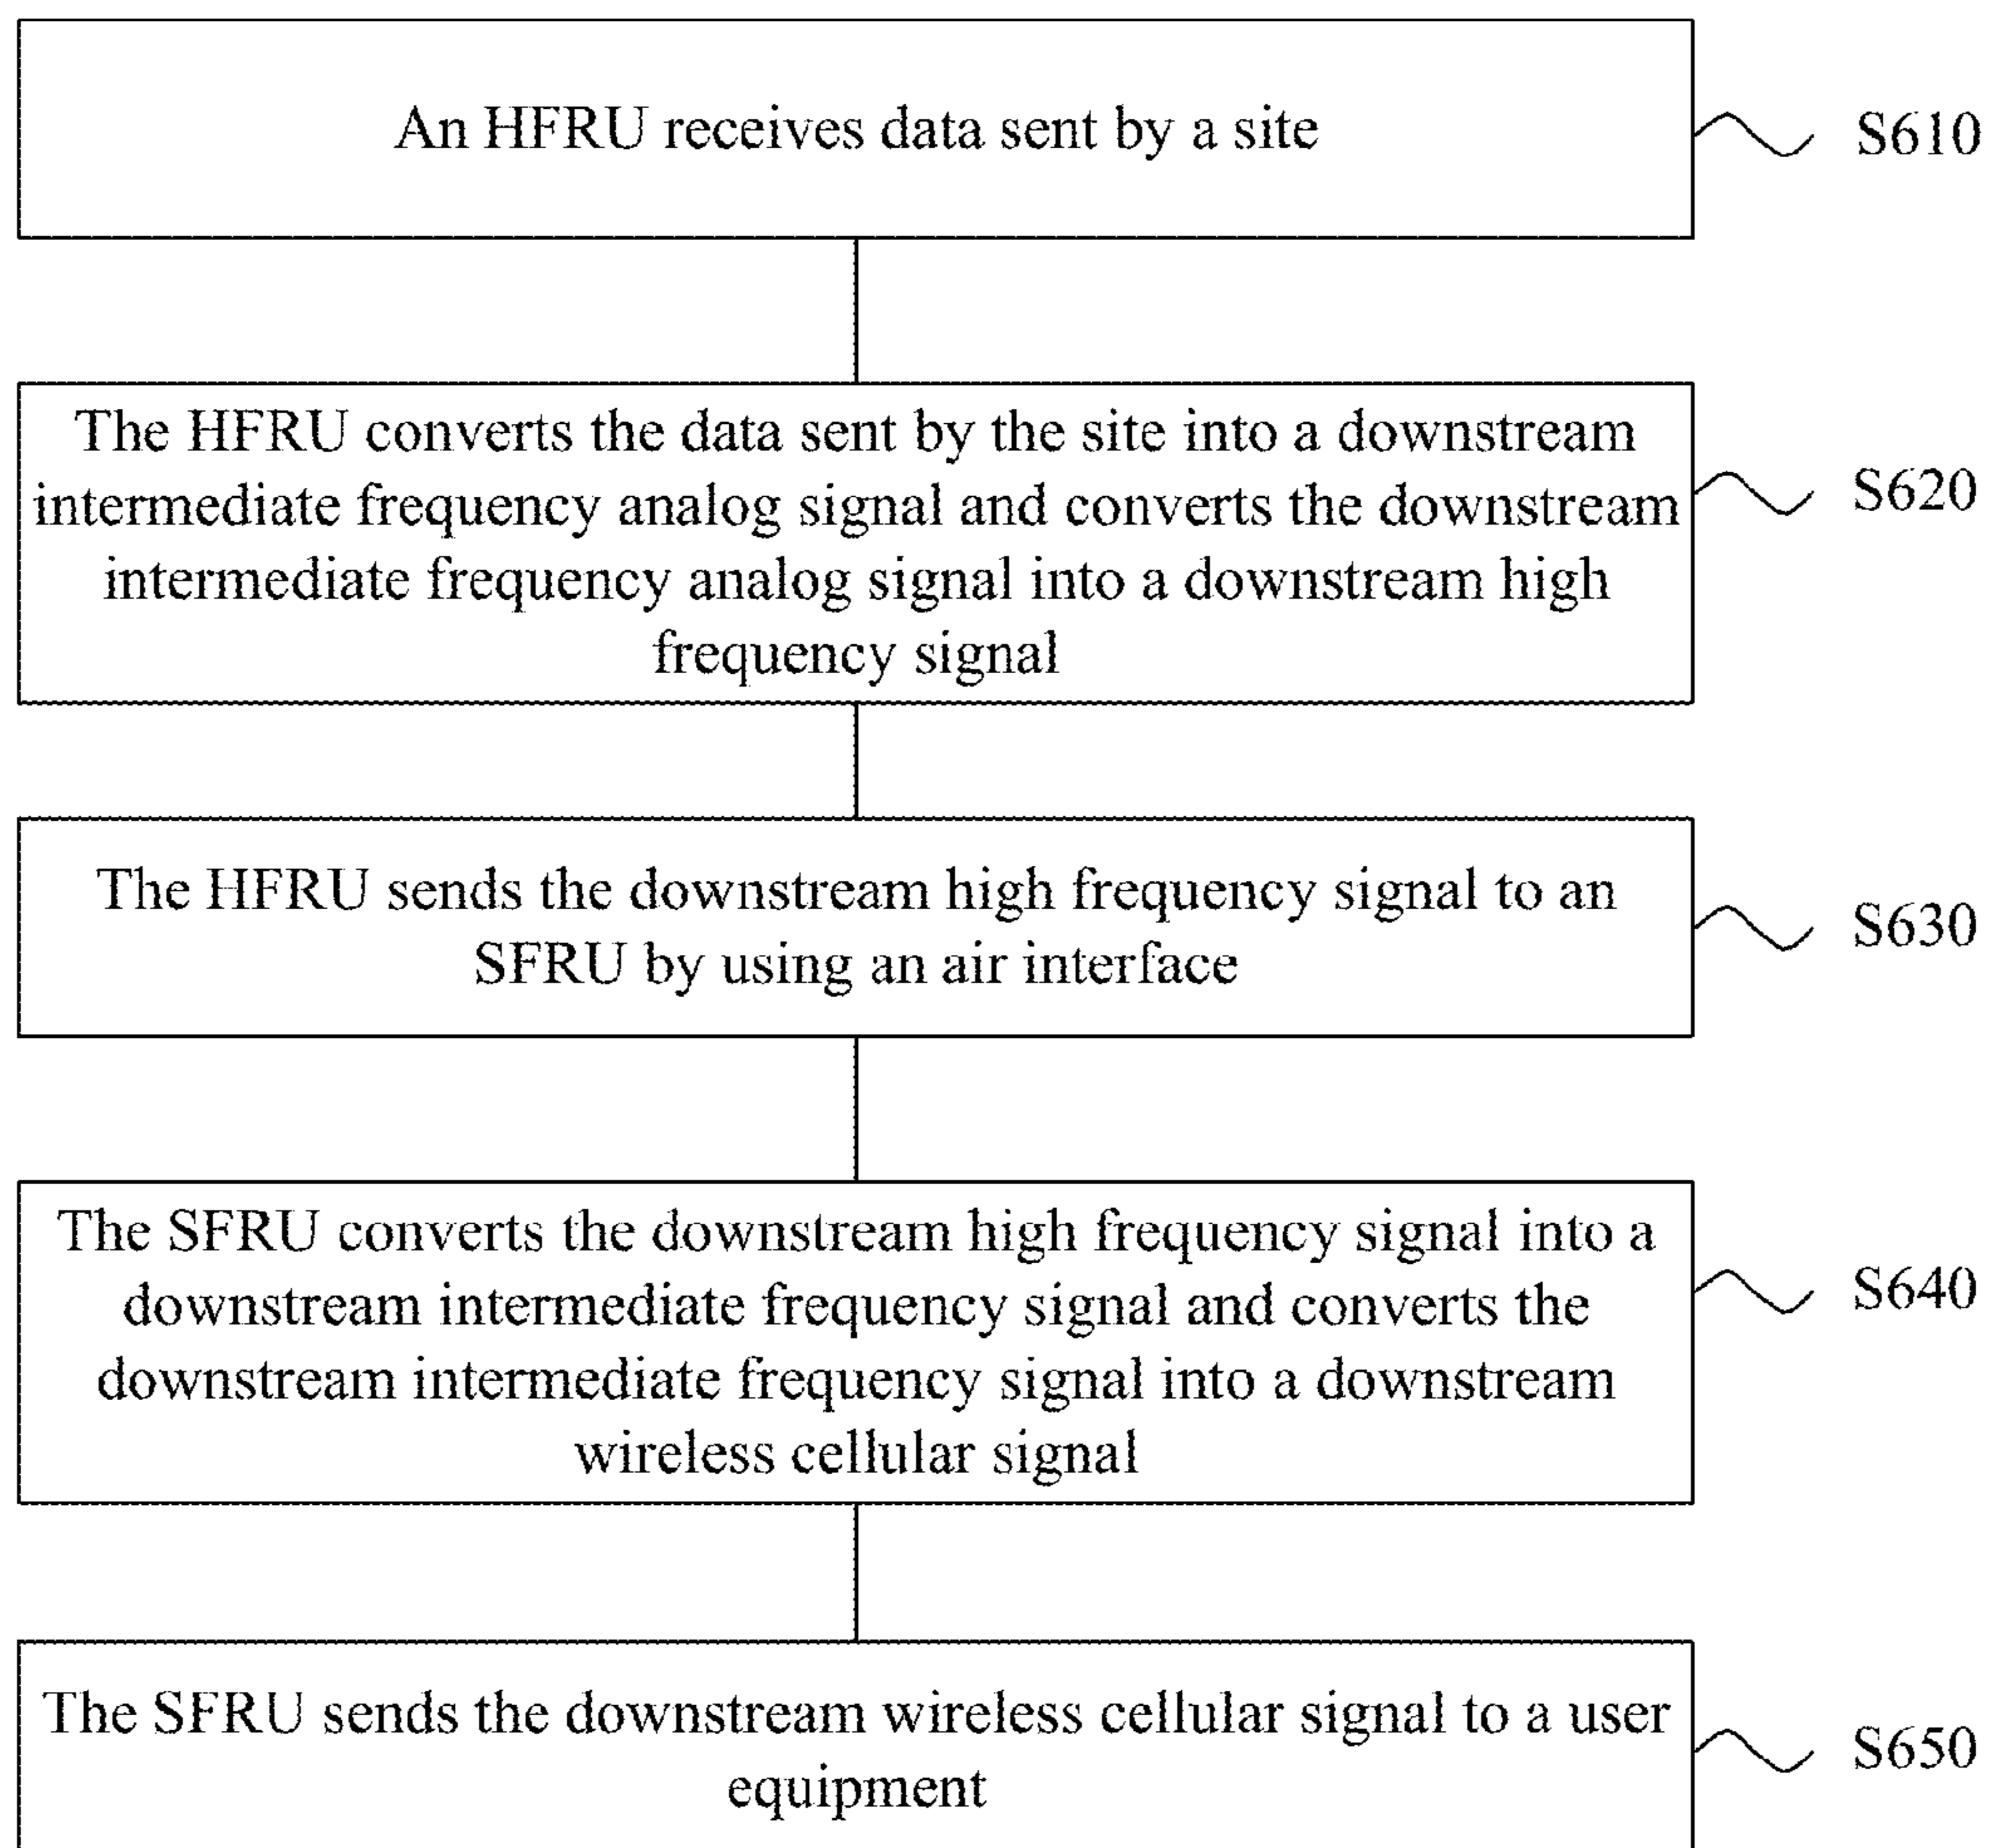 An HFRU receives data sent by a site
S610
The HFRU converts the data sent by the site into a downstream
intermediate frequency analog signal and converts the downstream
intermediate frequency analog signal into a downstream high
frequency signal
S620
The HFRU sends the downstream high frequency signal to an
SFRU by using an air interface
S630
The SFRU converts the downstream high frequency signal into a
downstream intermediate frequency signal and converts the
downstream intermediate frequency signal into a downstream
wireless cellular signal
S640
The SFRU sends the downstream wireless cellular signal to a user
equipment
S650